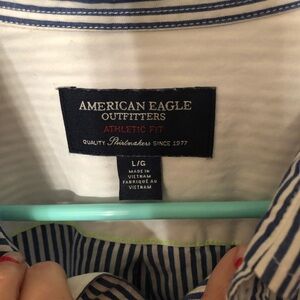 AMERICAN EAGLE
OUTFITTERS
ATHLETIC FIT
QUALITY Shirtmakers SINCE 1977
L/G
MADE IN
VIETNAM
FABRIQUÉ AU
VIETNAM